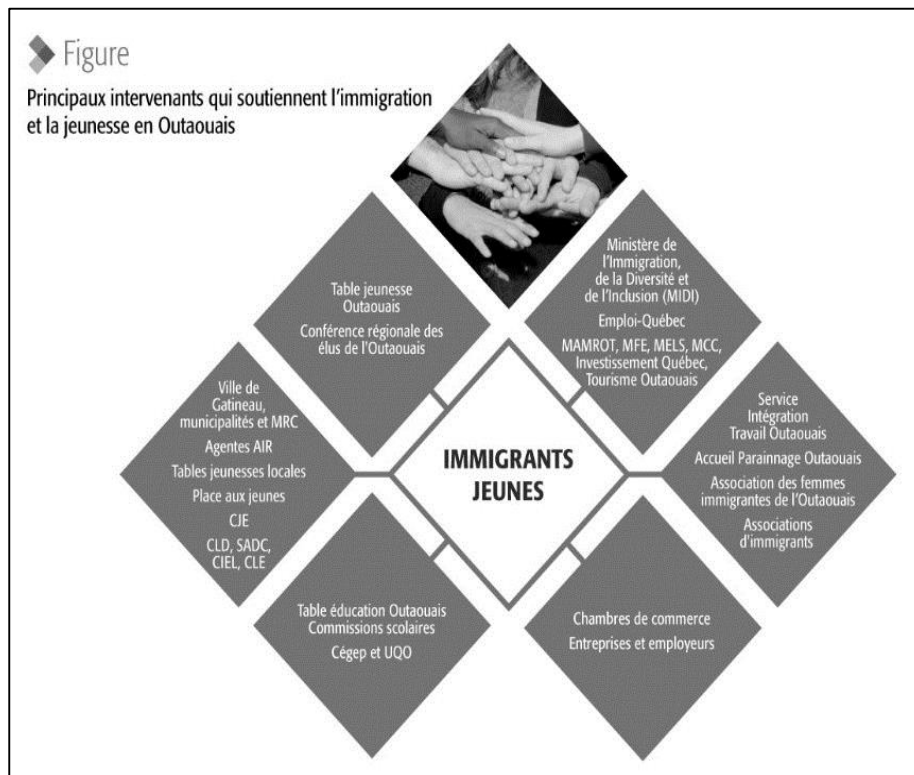 Figure
Principaux intervenants qui soutiennent l'immigration
et la jeunesse en Outaouais
Table jeunesse
Outaouais
Conférence régionale des
élus de l'Outaouais
Ministère de
l'Immigration,
de la Diversité et
de l'Inclusion (MIDI)
Emploi-Québec
MAMROT, MFE, MELS, MCC,
Investissement Québec,
Tourisme Outaouais
Ville de
Gatineau,
municipalités et MRC
Agentes AIR
Tables jeunesses locales
Place aux jeunes
CJE
CLD, SADC,
CIEL, CLE
IMMIGRANTS
JEUNES
Service
Intégration
Travail Outaouais
Accueil Parainnage Outaouais
Association des femmes
immigrantes de l'Outaouais
Associations
d'immigrants
Table éducation Outaouais
Commissions scolaires
Cégep et UQO
Chambres de commerce
Entreprises et employeurs